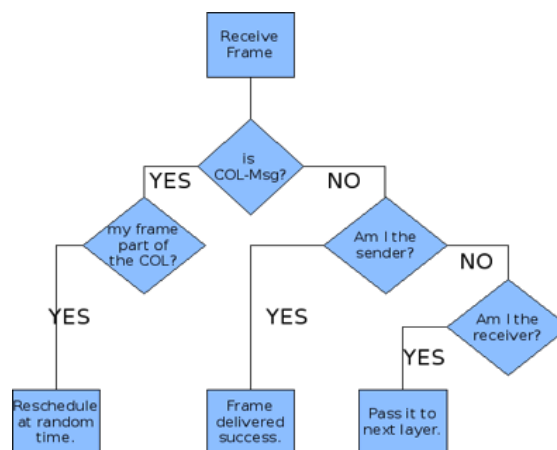 Receive
Frame
is
COL-Msg?
YES
NO
my frame
part of
the COL?
Am I the
sender?
NO
YES
YES
Am I the
receiver?
YES
Reschedule
at random
time.
Frame
delivered
success.
Pass it to
next layer.